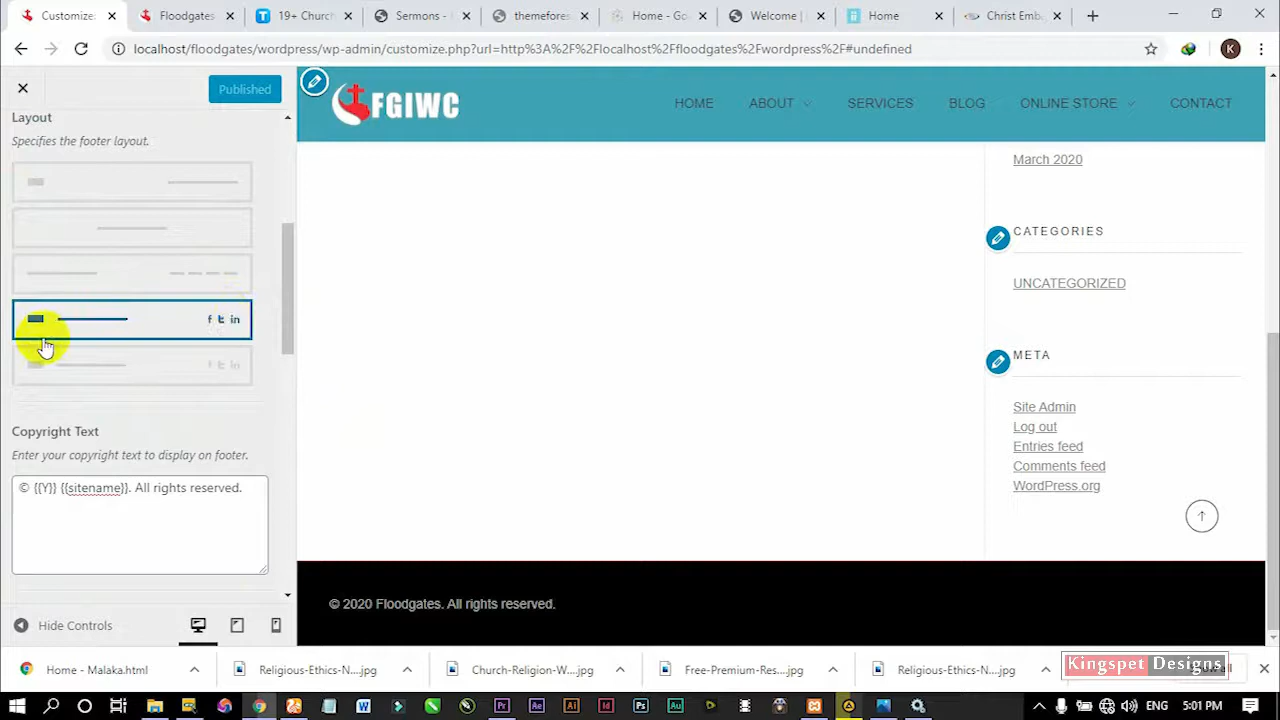 Customize:
Floodgates
19+ Church
Sermons -
themefores
Home - Go
Welcome |
Home
Christ Emb
localhost/floodgates/wordpress/wp-admin/customize.php?url=http%3A%2F%2Flocalhost%2Ffloodgates%2Fwordpress%2F#undefined
K
Published
Layout
Specifies the footer layout.
f t in
f t in
Copyright Text
Enter your copyright text to display on footer.
© {{Y}} {{sitename}}. All rights reserved.
Hide Controls
FGIWC
HOME
ABOUT
SERVICES
BLOG
ONLINE STORE
CONTACT
March 2020
CATEGORIES
UNCATEGORIZED
META
Site Admin
Log out
Entries feed
Comments feed
WordPress.org
© 2020 Floodgates. All rights reserved.
Home - Malaka.html
Religious-Ethics-N....jpg
Church-Religion-W....jpg
Free-Premium-Res....jpg
Religious-Ethics-N....jpg
Kingspet Designs
ENG
5:01 PM